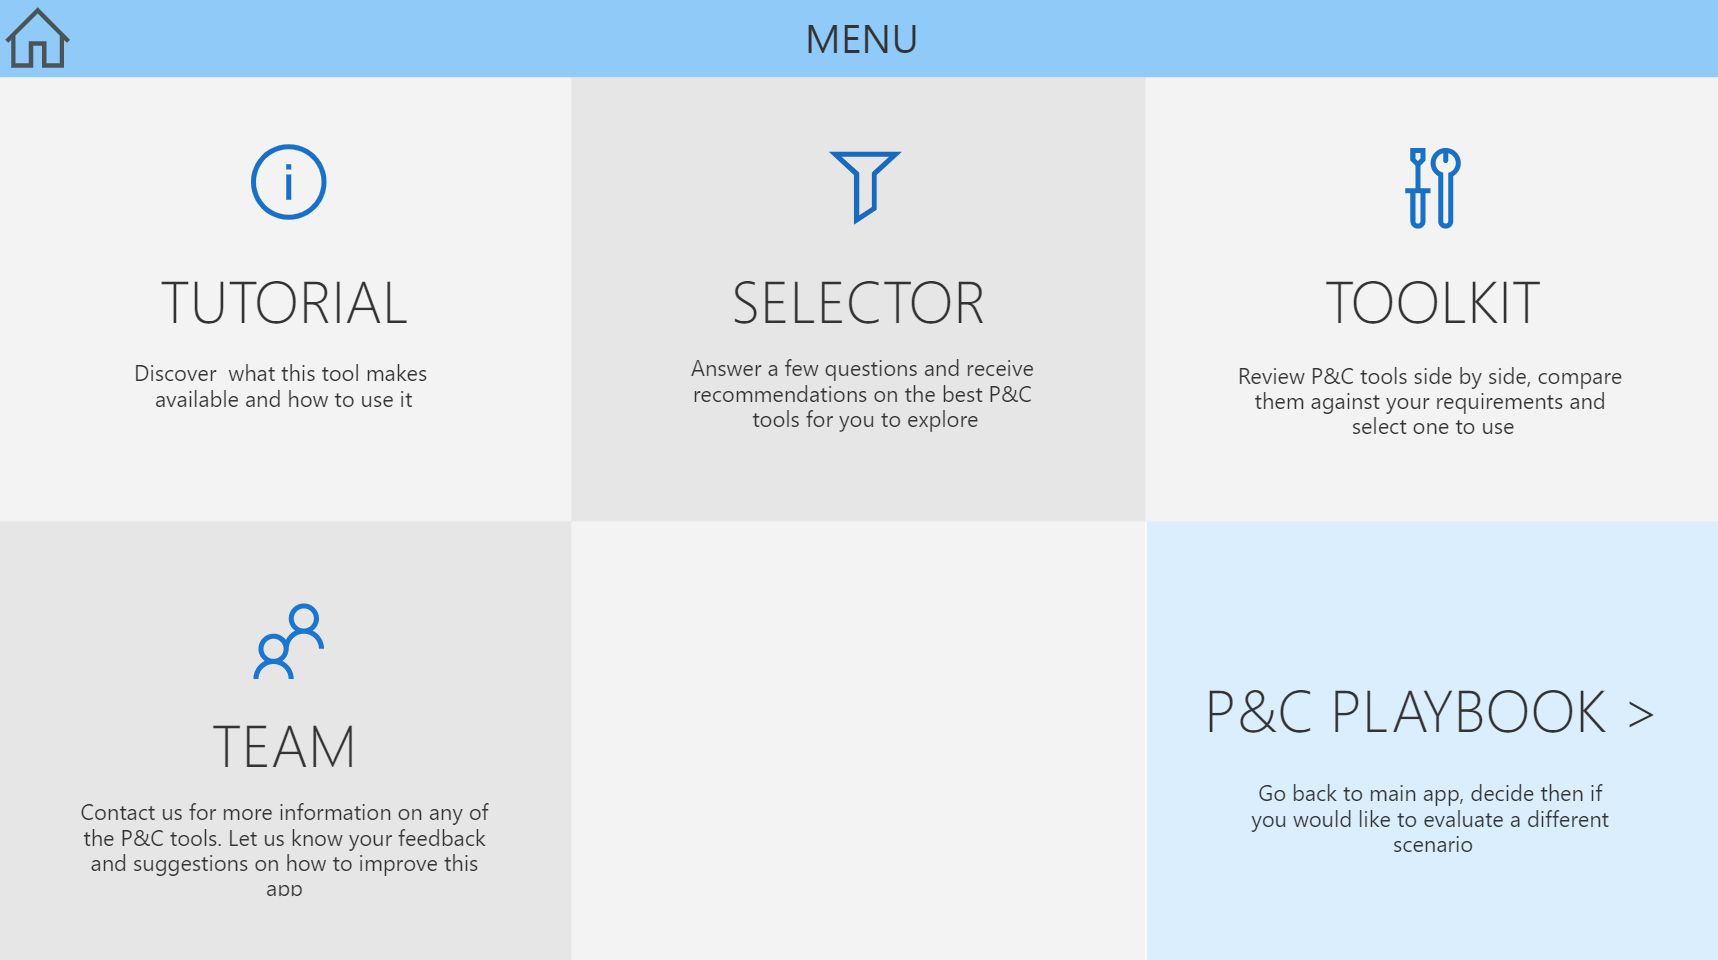 MENU
TUTORIAL
Discover  what this tool makes
available and how to use it
SELECTOR
Answer a few questions and receive
recommendations on the best P&C
tools for you to explore
TOOLKIT
Review P&C tools side by side, compare
them against your requirements and
select one to use
TEAM
Contact us for more information on any of
the P&C tools. Let us know your feedback
and suggestions on how to improve this
app
P&C PLAYBOOK >
Go back to main app, decide then if
you would like to evaluate a different
scenario